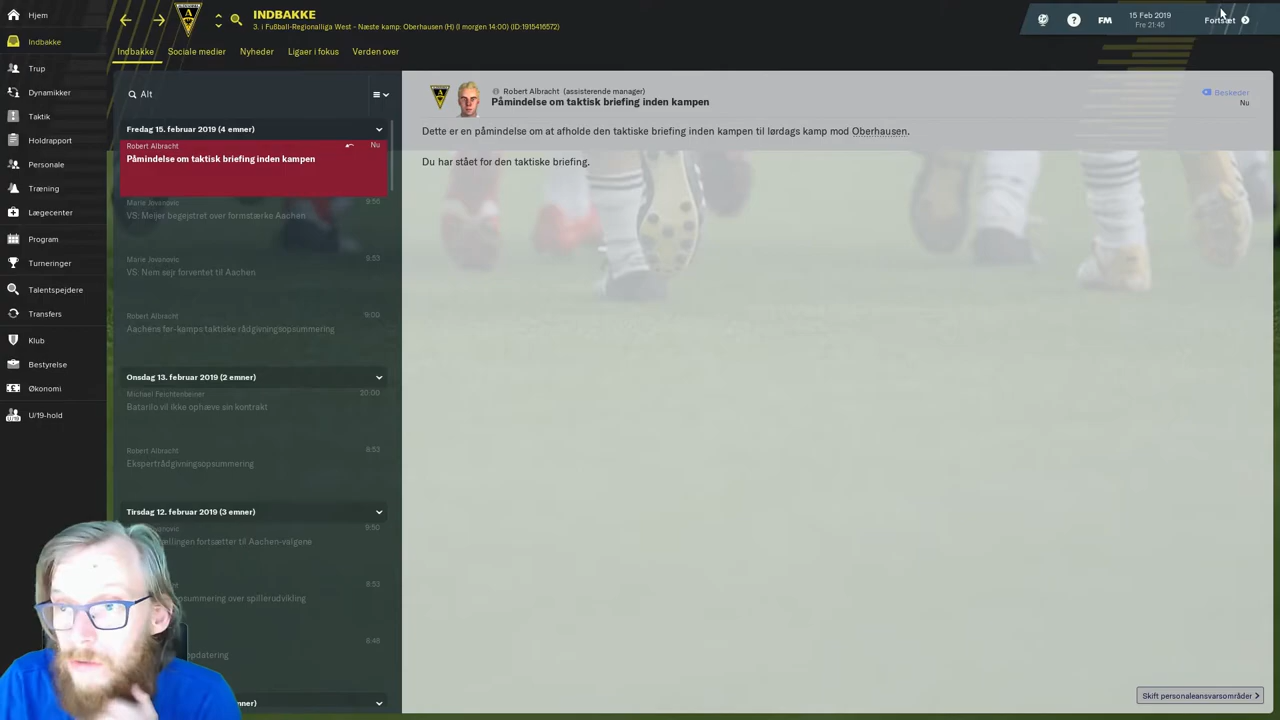 Hjem
Indbakke
Trup
Dynamikker
Taktik
Holdrapport
Personale
Træning
Lægecenter
Program
Turneringer
Talentspejdere
Transfers
Klub
Bestyrelse
Økonomi
U/19-hold
INDBAKKE
3. i Fußball-Regionalliga West - Næste kamp: Oberhausen (H) (I morgen 14:00) (ID:1915416572)
FM
15 Feb 2019
Fre 21:45
Fortsæt
Indbakke Sociale medier Nyheder Ligaer i fokus Verden over
Alt
Fredag 15. februar 2019 (4 emner)
Robert Albracht Nu
Påmindelse om taktisk briefing inden kampen
Marie Jovanovic 9:56
VS: Meijer begejstret over formstærke Aachen
Marie Jovanovic 9:53
VS: Nem sejr forventet til Aachen
Robert Albracht 9:00
Aachens før-kamps taktiske rådgivningsopsummering
Onsdag 13. februar 2019 (2 emner)
Michael Feichtenbeiner 20:00
Batarilo vil ikke ophæve sin kontrakt
Robert Albracht 8:53
Ekspertrådgivningsopsummering
Tirsdag 12. februar 2019 (3 emner)
9:50
fortsætter til Aachen-valgene
8:53
opsummering over spillerudvikling
8:48
Robert Albracht (assisterende manager)
Påmindelse om taktisk briefing inden kampen
Beskeder
Nu
Dette er en påmindelse om at afholde den taktiske briefing inden kampen til lørdags kamp mod Oberhausen.
Du har stået for den taktiske briefing.
Skift personaleansvarsområder